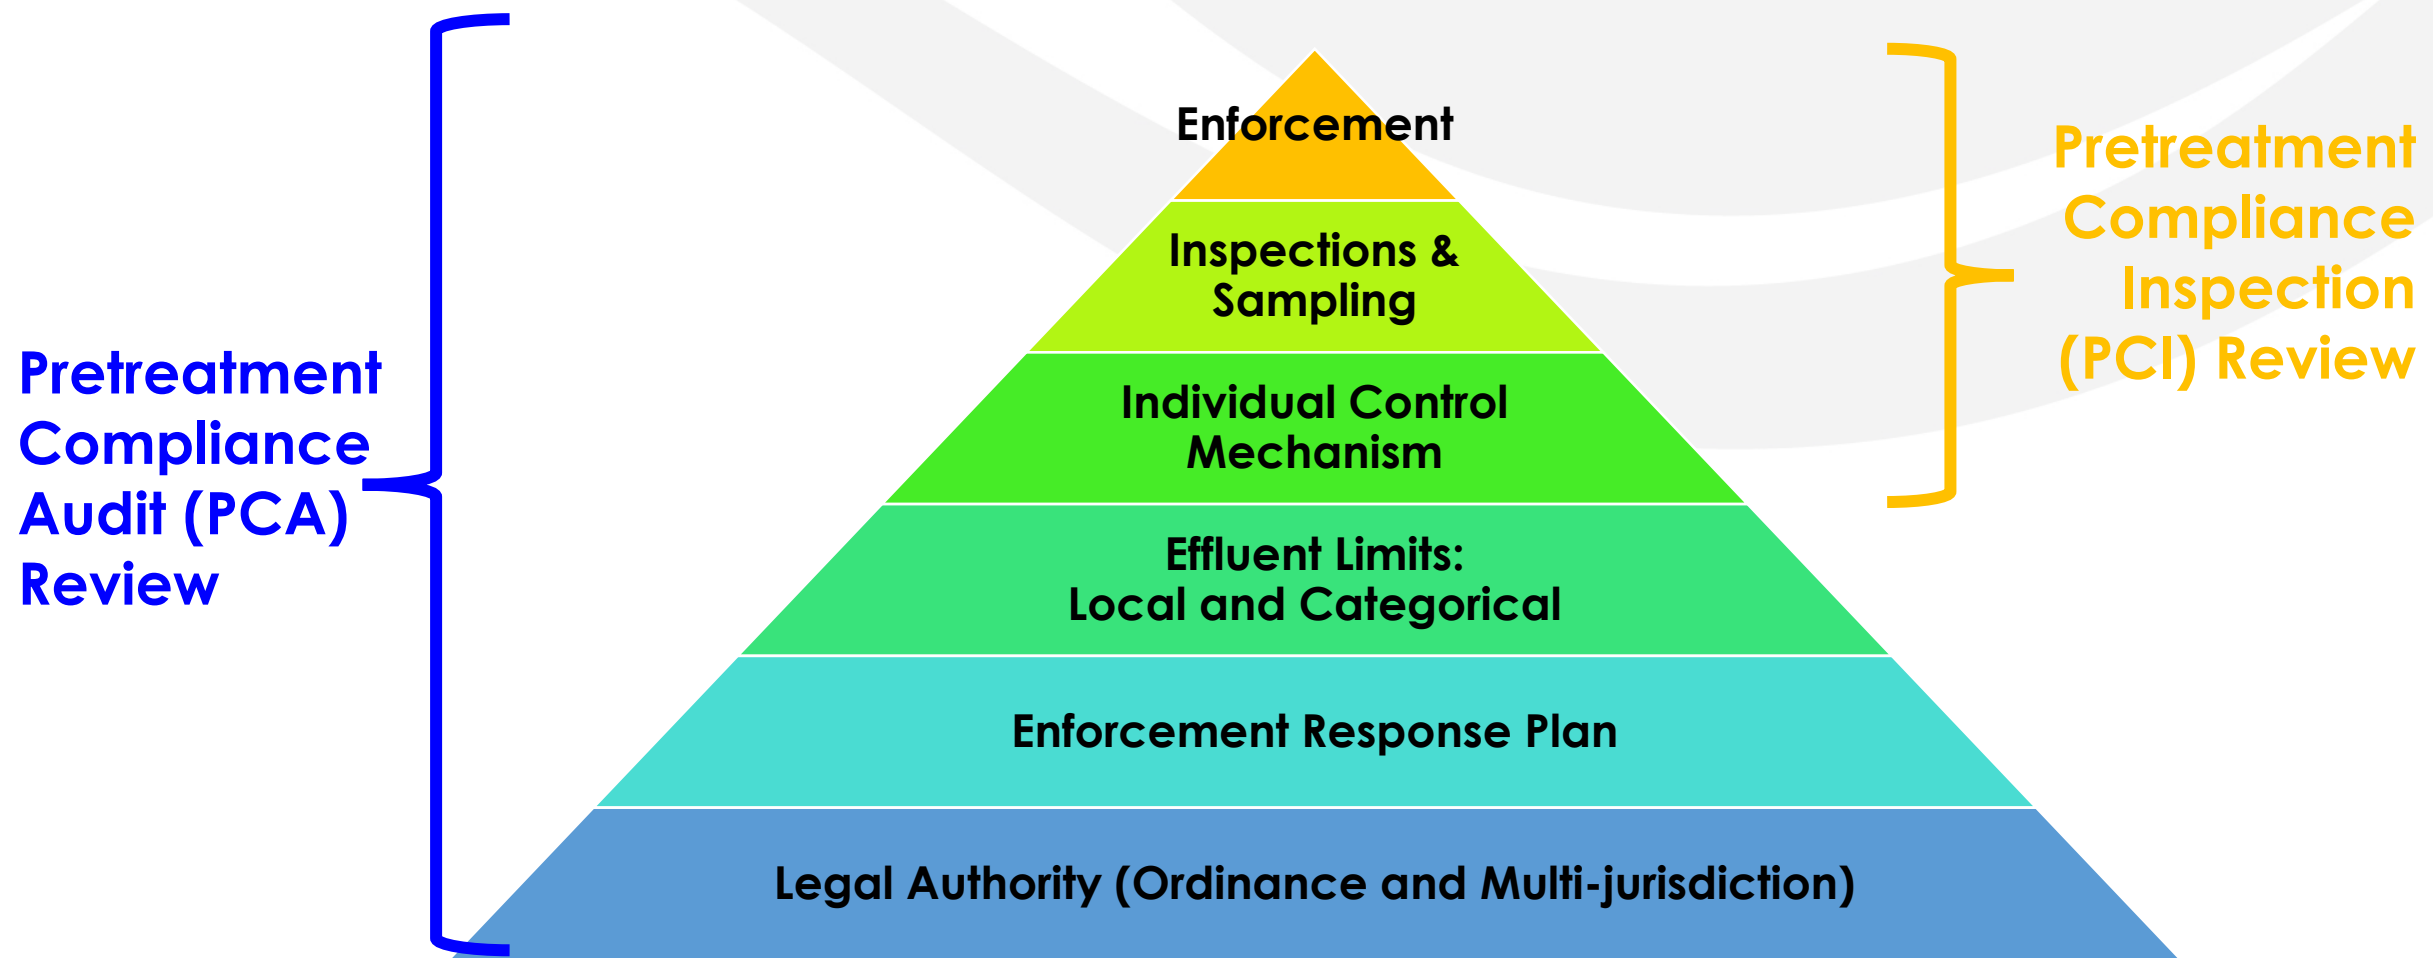 Pretreatment
Compliance
Audit (PCA)
Review
Enforcement
Inspections &
Sampling
Individual Control
Mechanism
Effluent Limits:
Local and Categorical
Enforcement Response Plan
Legal Authority (Ordinance and Multi-jurisdiction)
Pretreatment
Compliance
Inspection
(PCI) Review